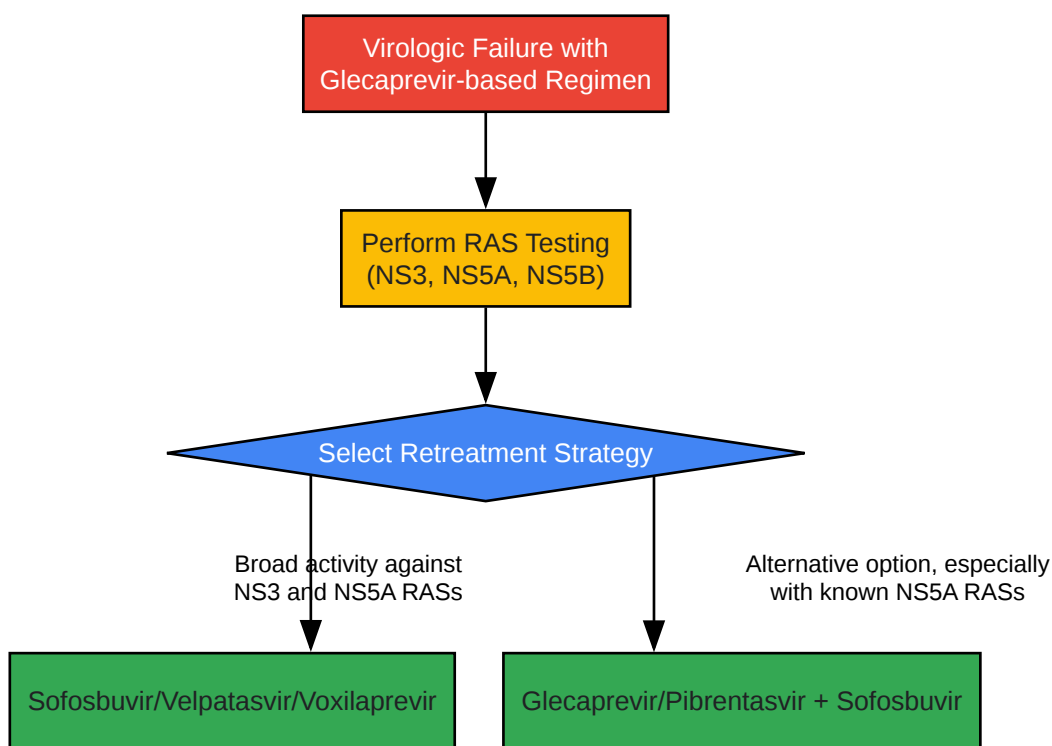 Virologic Failure with
Glecaprevir-based Regimen
Perform RAS Testing
(NS3, NS5A, NS5B)
Select Retreatment Strategy
Broad activity against
NS3 and NS5A RASs
Alternative option, especially
with known NS5A RASs
Sofosbuvir/Velpatasvir/Voxilaprevir
Glecaprevir/Pibrentasvir + Sofosbuvir